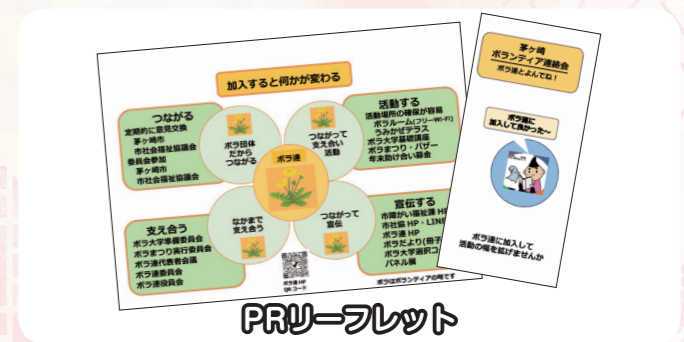 加入すると何かが変わる
つながる
定期的に意見交換
茅ヶ崎市
市社会福祉協議会
委員会参加
茅ヶ崎市
市社会福祉協議会
ボラ団体
だから
つながる
つながって
支え合い
活動
活動する
活動場所の確保が容易
ボラルーム(フリーWi-Fi)
うみかぜテラス
ボラ大学基礎講座
ボラまつり・バザー
年末助け合い募金
ボラ連
支え合う
ボラ大学準備委員会
ボラまつり実行委員会
ボラ連代表者会議
ボラ連委員会
ボラ連役員会
なかまで
支え合う
つながって
宣伝
宣伝する
市障がい福祉課 HP
市社協 HP・LINE
ボラ連 HP
ボラだより(冊子
ボラ大学選択コ
パネル展
ボラ連 HP
QR コード
ボラはボランティアの略です
茅ヶ崎
ボランティア連絡会
ボラ連とよんでね！
ボラ連に
加入して良かった～
ボラ連に加入して
活動の幅を拡げませんか
PRリーフレット